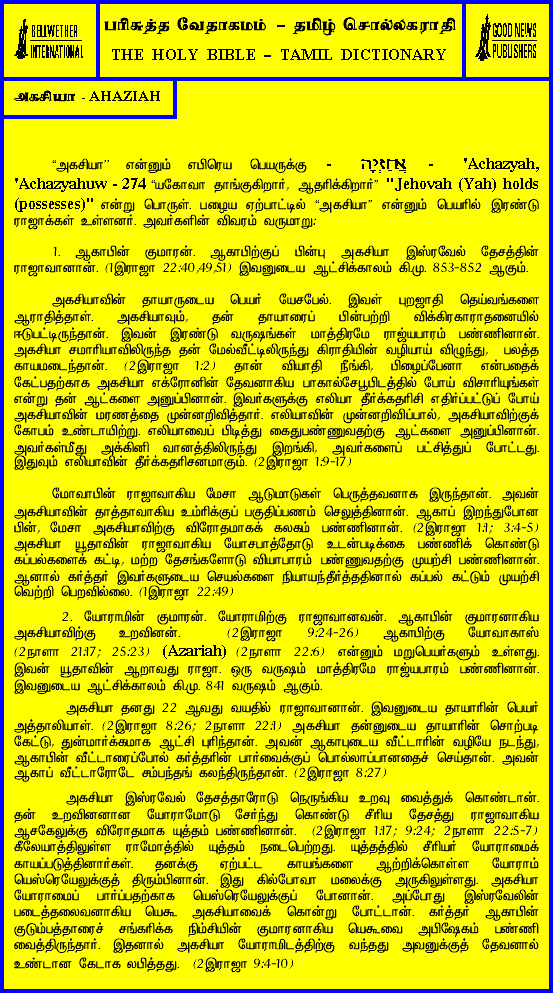 BELLWETHER
INTERNATIONAL
பரிசுத்த வேதாகமம் – தமிழ் சொல்லகராதி
THE HOLY BIBLE – TAMIL DICTIONARY
GOOD NEWS
PUBLISHERS
அகசியா - AHAZIAH
“அகசியா” என்னும் எபிரெய பெயருக்கு - אֲחַזְיָה - 'Achazyah,
'Achazyahuw - 274 “யகோவா தாங்குகிறார், ஆதரிக்கிறார்” "Jehovah (Yah) holds
(possesses)" என்று பொருள். பழைய ஏற்பாட்டில் “அகசியா” என்னும் பெயரில் இரண்டு
ராஜாக்கள் உள்ளனர். அவர்களின் விவரம் வருமாறு:
1. ஆகாபின் குமாரன். ஆகாபிற்குப் பின்பு அகசியா இஸ்ரவேல் தேசத்தின்
ராஜாவானான். (1இராஜா 22:40,49,51) இவனுடைய ஆட்சிக்காலம் கி.மு. 853-852 ஆகும்.
அகசியாவின் தாயாருடைய பெயர் யேசபேல். இவள் புறஜாதி தெய்வங்களை
ஆராதித்தாள். அகசியாவும், தன் தாயாரைப் பின்பற்றி விக்கிரகாராதனையில்
ஈடுபட்டிருந்தான். இவன் இரண்டு வருஷங்கள் மாத்திரமே ராஜ்யபாரம் பண்ணினான்.
அகசியா சமாரியாவிலிருந்த தன் மேல்வீட்டிலிருந்து கிராதியின் வழியாய் விழுந்து, பலத்த
காயமடைந்தான். (2இராஜா 1:2) தான் வியாதி நீங்கி, பிழைப்பேனா என்பதைக்
கேட்பதற்காக அகசியா எக்ரோனின் தேவனாகிய பாகால்சேபூபிடத்தில் போய் விசாரியுங்கள்
என்று தன் ஆட்களை அனுப்பினான். இவர்களுக்கு எலியா தீர்க்கதரிசி எதிர்ப்பட்டுப் போய்
அகசியாவின் மரணத்தை முன்னறிவித்தார். எலியாவின் முன்னறிவிப்பால், அகசியாவிற்குக்
கோபம் உண்டாயிற்று. எலியாவைப் பிடித்து கைதுபண்ணுவதற்கு ஆட்களை அனுப்பினான்.
அவர்கள்மீது அக்கினி வானத்திலிருந்து இறங்கி, அவர்களைப் பட்சித்துப் போட்டது.
இதுவும் எலியாவின் தீர்க்கதரிசனமாகும். (2இராஜா 1:9-17)
மோவாபின் ராஜாவாகிய மேசா ஆடுமாடுகள் பெருத்தவனாக இருந்தான். அவன்
அகசியாவின் தாத்தாவாகிய உம்ரிக்குப் பகுதிப்பணம் செலுத்தினான். ஆகாப் இறந்துபோன
பின், மேசா அகசியாவிற்கு விரோதமாகக் கலகம் பண்ணினான். (2இராஜா 1:1; 3:4-5)
அகசியா யூதாவின் ராஜாவாகிய யோசபாத்தோடு உடன்படிக்கை பண்ணிக் கொண்டு
கப்பல்களைக் கட்டி, மற்ற தேசங்களோடு வியாபாரம் பண்ணுவதற்கு முயற்சி பண்ணினான்.
ஆனால் கர்த்தர் இவர்களுடைய செயல்களை நியாயந்தீர்த்ததினால் கப்பல் கட்டும் முயற்சி
வெற்றி பெறவில்லை. (1இராஜா 22:49)
2. யோராமின் குமாரன். யோராமிற்கு ராஜாவானவன். ஆகாபின் குமாரனாகிய
அகசியாவிற்கு உறவினன். (2இராஜா 9:24-26) ஆகாபிற்கு யோவாகாஸ்
(2நாளா 21:17; 25:23) (Azariah) (2நாளா 22:6) என்னும் மறுபெயர்களும் உள்ளது.
இவன் யூதாவின் ஆறாவது ராஜா. ஒரு வருஷம் மாத்திரமே ராஜ்யபாரம் பண்ணினான்.
இவனுடைய ஆட்சிக்காலம் கி.மு. 841 வருஷம் ஆகும்.
அகசியா தனது 22 ஆவது வயதில் ராஜாவானான். இவனுடைய தாயாரின் பெயர்
அத்தாலியாள். (2இராஜா 8:26; 2நாளா 22:1) அகசியா தன்னுடைய தாயாரின் சொற்படி
கேட்டு, துன்மார்க்கமாக ஆட்சி புரிந்தான். அவன் ஆகாபுடைய வீட்டாரின் வழியே நடந்து,
ஆகாபின் வீட்டாரைப்போல் கர்த்தரின் பார்வைக்குப் பொல்லாப்பானதைச் செய்தான். அவன்
ஆகாப் வீட்டாரோடே சம்பந்தங் கலந்திருந்தான். (2இராஜா 8:27)
அகசியா இஸ்ரவேல் தேசத்தாரோடு நெருங்கிய உறவு வைத்துக் கொண்டான்.
தன் உறவினனான யோராமோடு சேர்ந்து கொண்டு சீரிய தேசத்து ராஜாவாகிய
ஆசகேலுக்கு விரோதமாக யுத்தம் பண்ணினான். (2இராஜா 1:17; 9:24; 2நாளா 22:5-7)
கீலேயாத்திலுள்ள ராமோத்தில் யுத்தம் நடைபெற்றது. யுத்தத்தில் சீரியர் யோராமைக்
காயப்படுத்தினார்கள். தனக்கு ஏற்பட்ட காயங்களை ஆற்றிக்கொள்ள யோராம்
யெஸ்ரெயேலுக்குத் திரும்பினான். இது கில்போவா மலைக்கு அருகிலுள்ளது. அகசியா
யோராமைப் பார்ப்பதற்காக யெஸ்ரெயேலுக்குப் போனான். அப்போது இஸ்ரவேலின்
படைத்தலைவனாகிய யெகூ அகசியாவைக் கொன்று போட்டான். கர்த்தர் ஆகாபின்
குடும்பத்தாரைச் சங்கரிக்க நிம்சியின் குமாரனாகிய யெகூவை அபிஷேகம் பண்ணி
வைத்திருந்தார். இதனால் அகசியா யோராமிடத்திற்கு வந்தது அவனுக்குத் தேவனால்
உண்டான கேடாக லபித்தது. (2இராஜா 9:4-10)